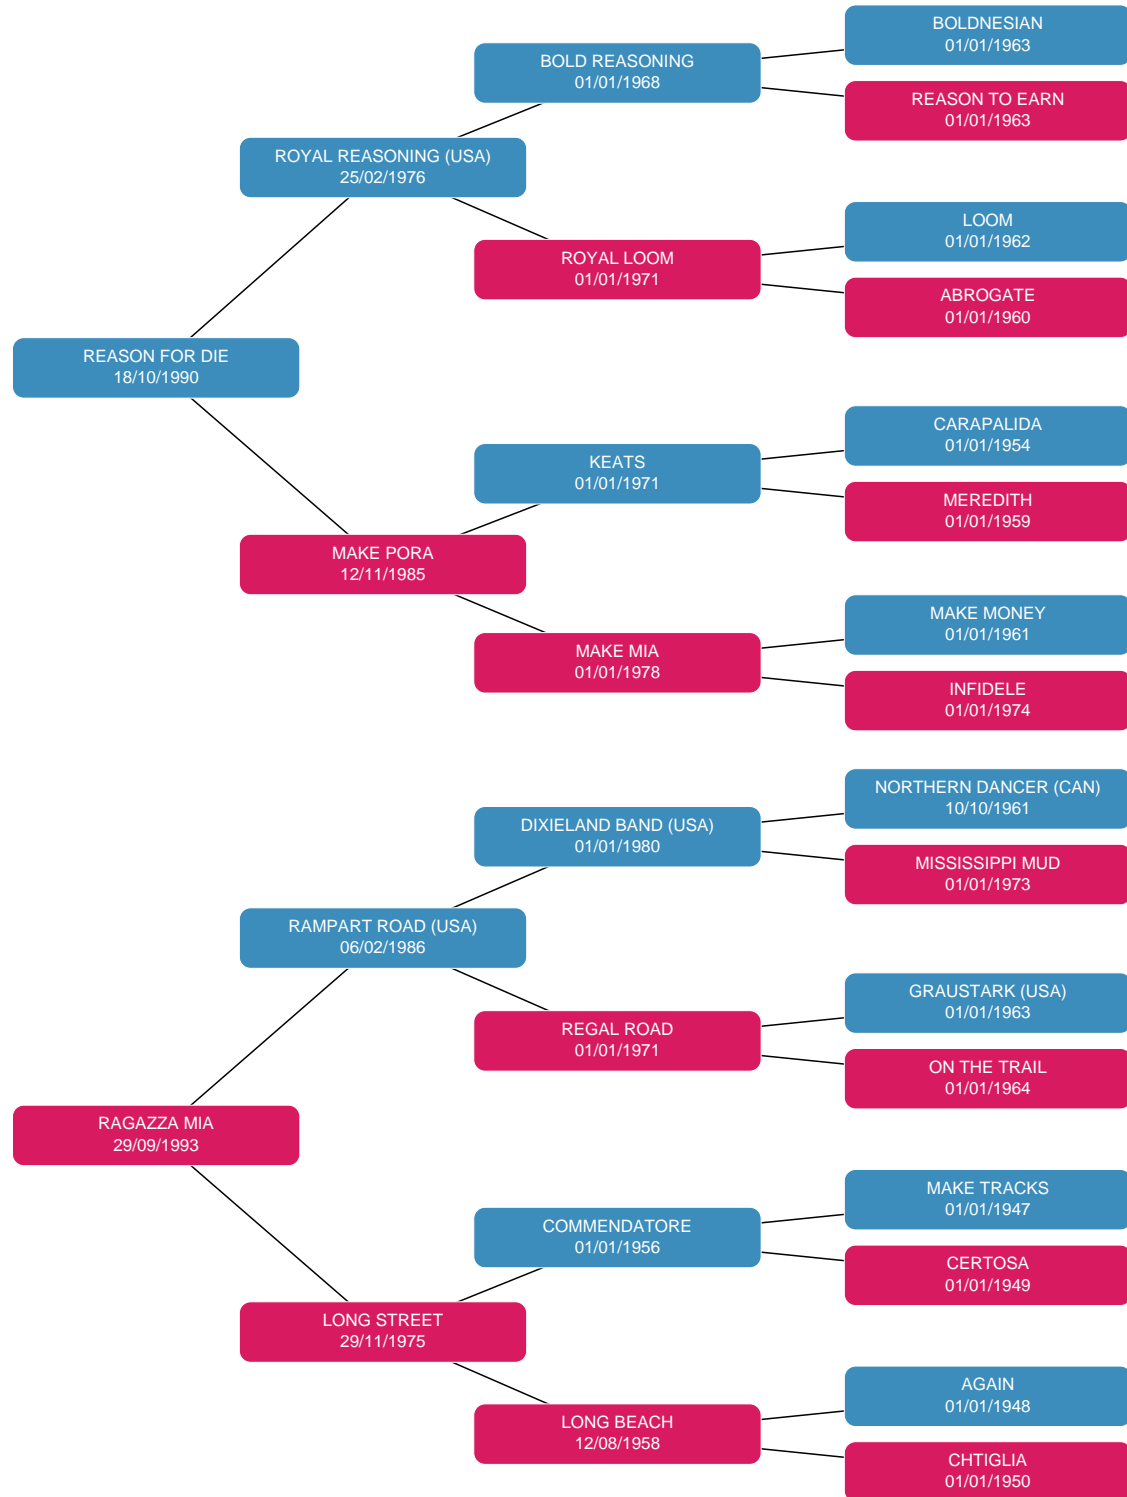 BOLDNESIAN
01/01/1963
BOLD REASONING
01/01/1968
REASON TO EARN
01/01/1963
ROYAL REASONING (USA)
25/02/1976
LOOM
01/01/1962
ROYAL LOOM
01/01/1971
ABROGATE
01/01/1960
REASON FOR DIE
18/10/1990
CARAPALIDA
01/01/1954
KEATS
01/01/1971
MEREDITH
01/01/1959
MAKE PORA
12/11/1985
MAKE MONEY
01/01/1961
MAKE MIA
01/01/1978
INFIDELE
01/01/1974
NORTHERN DANCER (CAN)
10/10/1961
DIXIELAND BAND (USA)
01/01/1980
MISSISSIPPI MUD
01/01/1973
RAMPART ROAD (USA)
06/02/1986
GRAUSTARK (USA)
01/01/1963
REGAL ROAD
01/01/1971
ON THE TRAIL
01/01/1964
RAGAZZA MIA
29/09/1993
MAKE TRACKS
01/01/1947
COMMENDATORE
01/01/1956
CERTOSA
01/01/1949
LONG STREET
29/11/1975
AGAIN
01/01/1948
LONG BEACH
12/08/1958
CHTIGLIA
01/01/1950